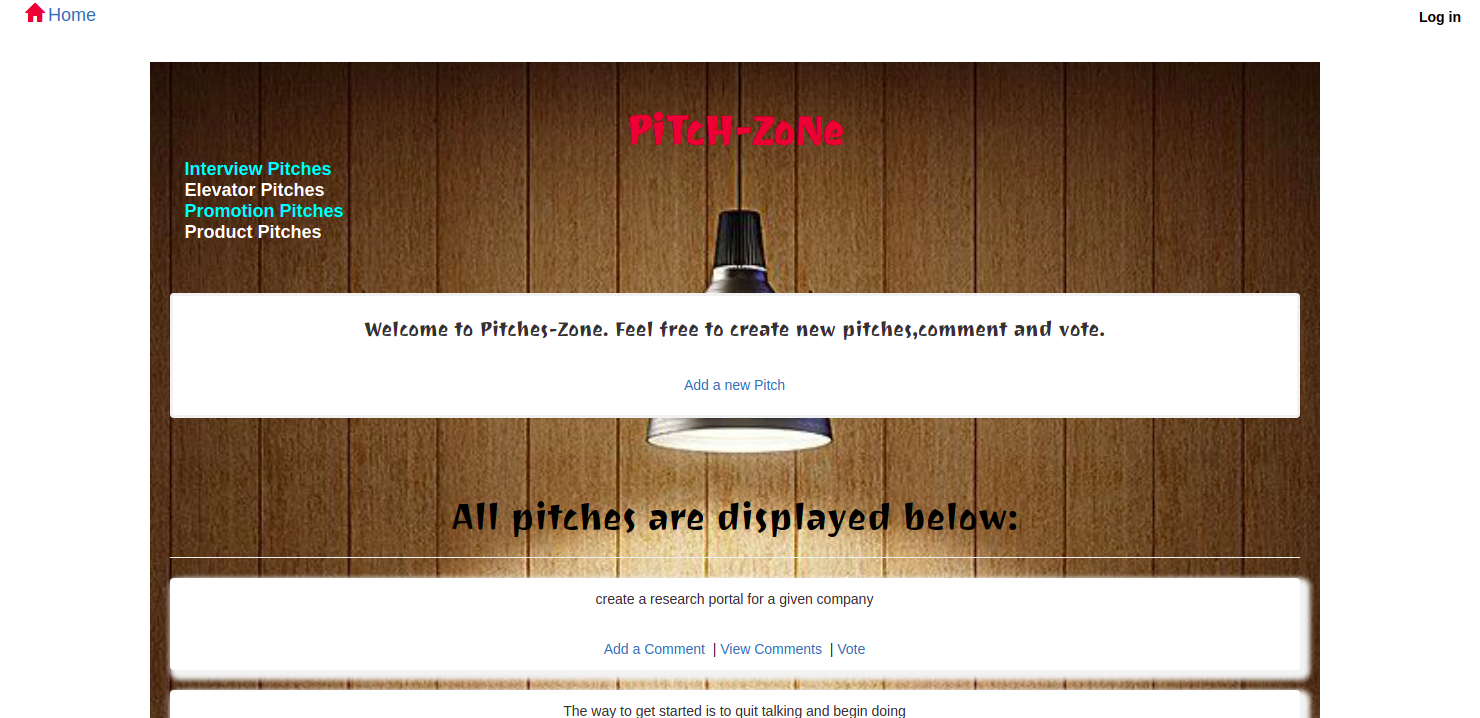 Home
Log in
PiTcH-ZoNe
Interview Pitches
Elevator Pitches
Promotion Pitches
Product Pitches
Welcome to Pitches-Zone. Feel free to create new pitches,comment and vote.
Add a new Pitch
All pitches are displayed below:
create a research portal for a given company
Add a Comment | View Comments | Vote
The way to get started is to quit talking and begin doing